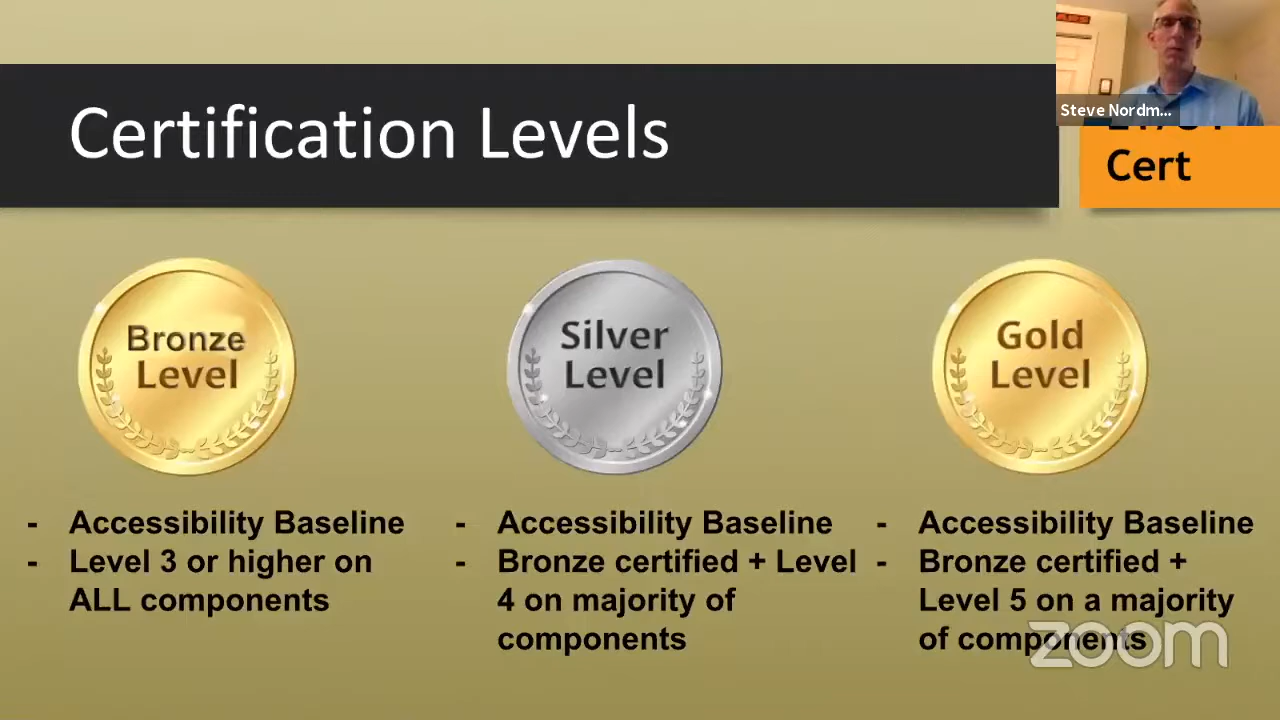 Certification Levels
Steve Nordm...
Cert
Bronze
Level
Silver
Level
Gold
Level
- Accessibility Baseline
- Level 3 or higher on
ALL components
- Accessibility Baseline
- Bronze certified + Level
4 on majority of
components
- Accessibility Baseline
- Bronze certified +
Level 5 on a majority
of components
zoom